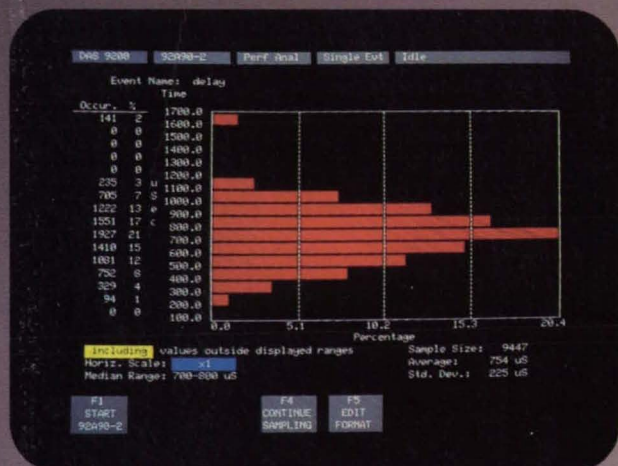 DAS 9200 92A90-2 Perf Anal Single Evt Idle
Event Name: delay
Time
Occur. %
1700.0
141 2
1600.0
0 0
1500.0
0 0
1400.0
0 0
1300.0
0 0
1200.0
235 3 u
1100.0
705 7 S
1000.0
1222 13 e
900.0
1551 17 c
800.0
1927 21
700.0
1410 15
600.0
1081 12
500.0
752 8
400.0
329 4
300.0
94 1
200.0
0 0
100.0
0.0 5.1 10.2 15.3 20.4
Percentage
including values outside displayed ranges
Sample Size: 9447
Horiz. Scale: x1
Average: 754 uS
Median Range: 700-800 uS
Std. Dev.: 225 uS
F1 START 92A90-2
F4 CONTINUE SAMPLING
F5 EDIT FORMAT